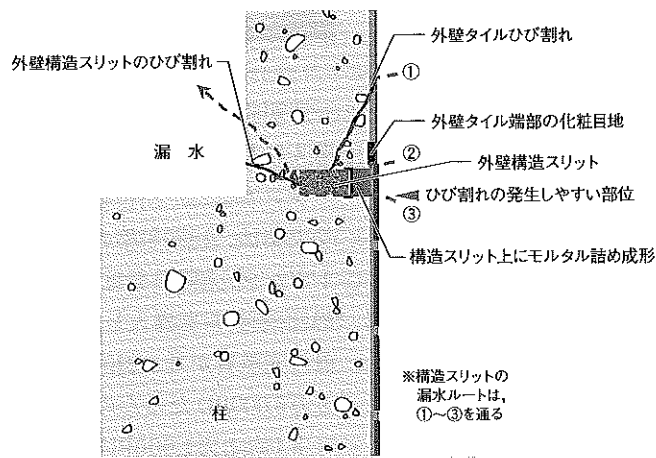 外壁タイルひび割れ
外壁構造スリットのひび割れ
①
外壁タイル端部の化粧目地
漏水
②
外壁構造スリット
ひび割れの発生しやすい部位
③
構造スリット上にモルタル詰め成形
※構造スリットの
漏水ルートは，
①～③を通る
柱